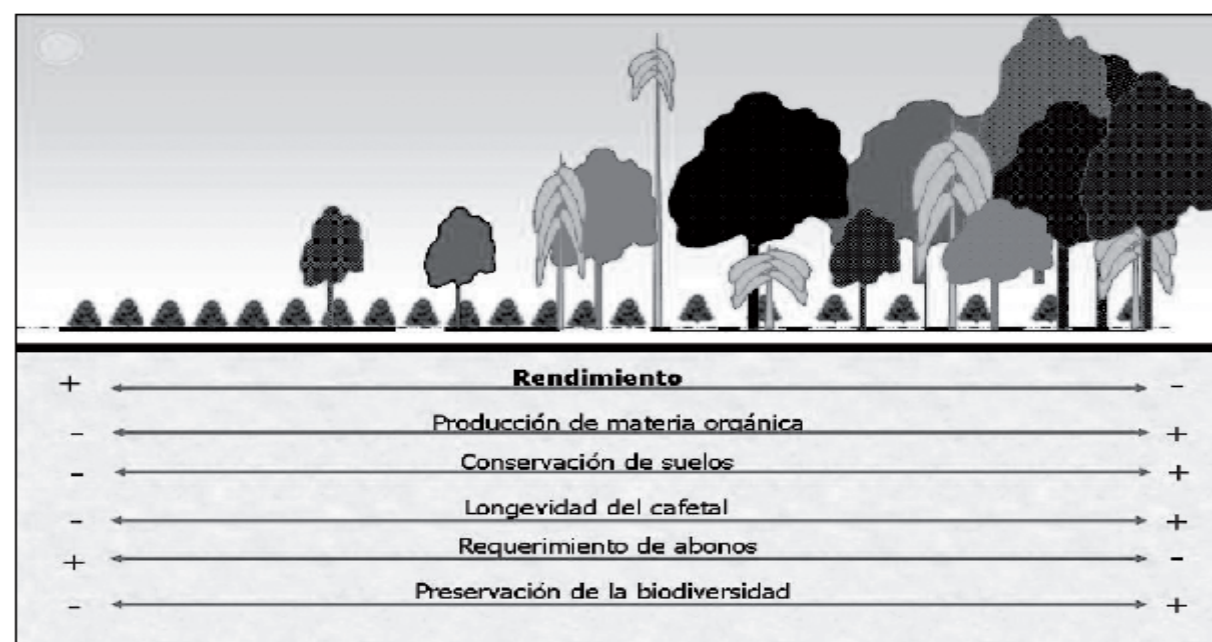 + Rendimiento -
- Producción de materia orgánica +
- Conservación de suelos +
- Longevidad del cafetal +
+ Requerimiento de abonos -
- Preservación de la biodiversidad +